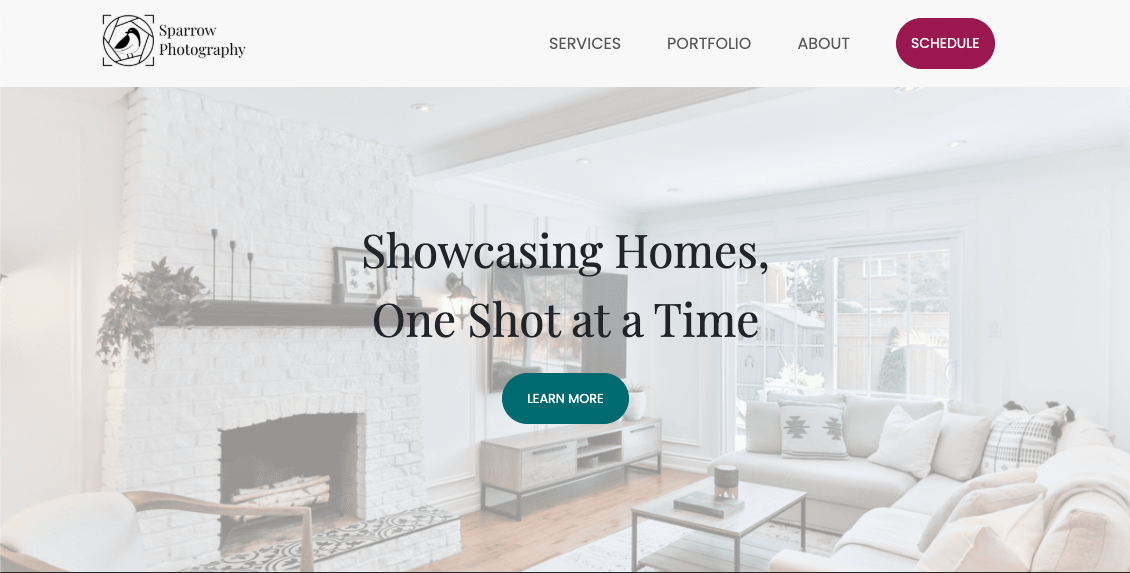 Sparrow
Photography
SERVICES
PORTFOLIO
ABOUT
SCHEDULE
Showcasing Homes,
One Shot at a Time
LEARN MORE